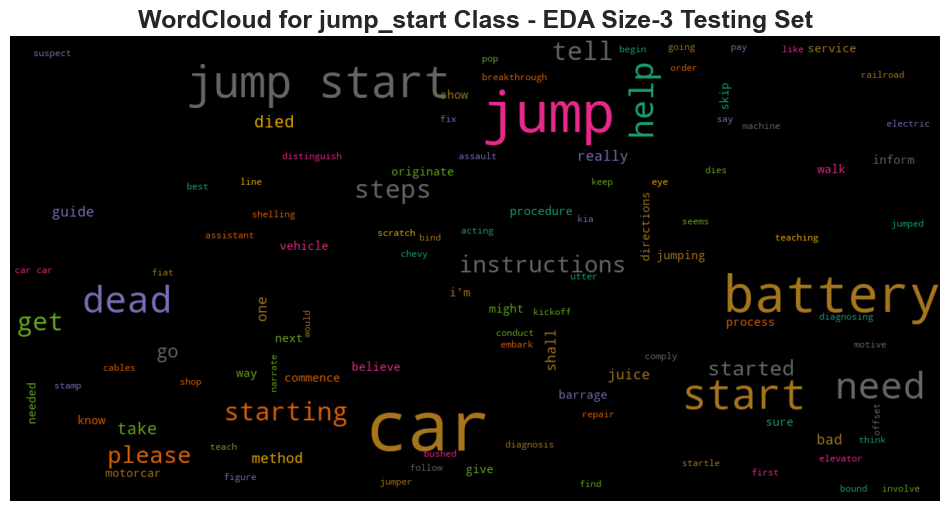 WordCloud for jump_start Class - EDA Size-3 Testing Set
suspect
jump start
tell
begin
going
pay
like
service
pop
breakthrough
order
railroad
show
jump
help
skip
died
fix
say
machine
electric
distinguish
assault
really
inform
originate
dies
walk
best
line
steps
keep
eye
guide
shelling
procedure
kia
directions
seems
jumped
assistant
scratch
bind
acting
teaching
vehicle
chevy
jumping
car car
fiat
instructions
utter
dead
i'm
battery
get
one
would
might
kickoff
process
diagnosing
next
conduct
embark
shall
motive
go
comply
cables
narrate
way
believe
started
stamp
shop
commence
juice
need
needed
barrage
start
know
starting
car
repair
offset
take
sure
bad
think
please
teach
method
bushed
diagnosis
elevator
motorcar
figure
follow
give
startle
first
jumper
find
bound
involve